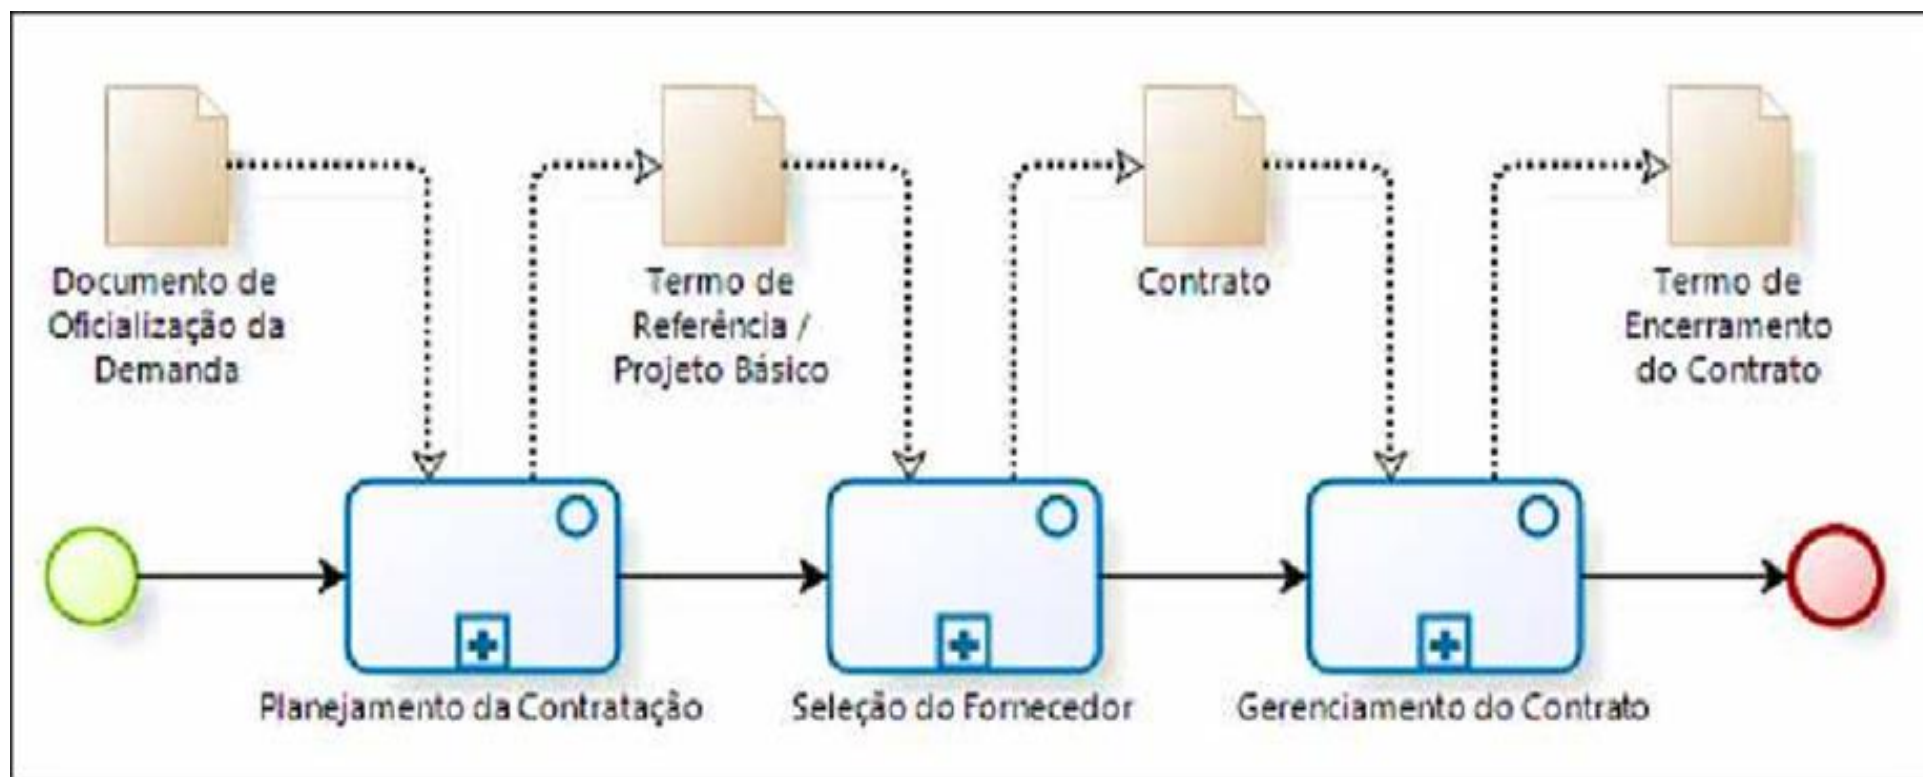 Documento de
Oficialização da
Demanda
Termo de
Referência /
Projeto Básico
Contrato
Termo de
Encerramento
do Contrato
Planejamento da Contratação
Seleção do Fornecedor
Gerenciamento do Contrato